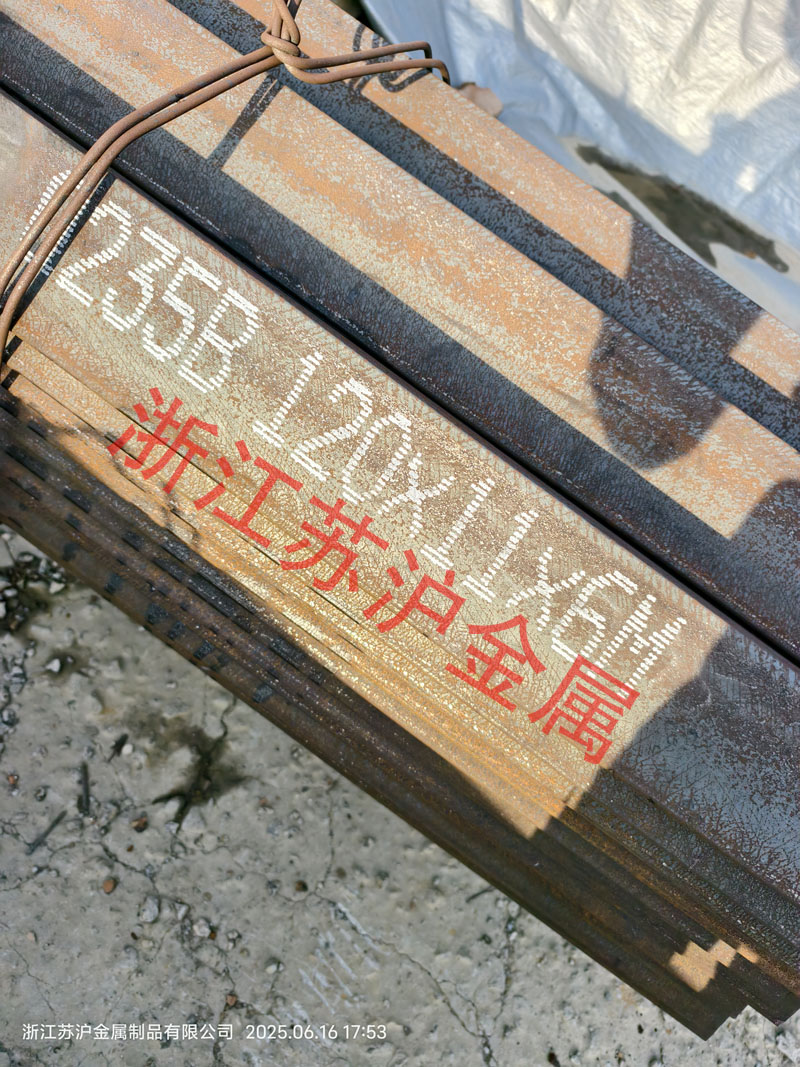 Q235B 120X11X6M
浙江苏沪金属
浙江苏沪金属制品有限公司 2025.06.16 17:53